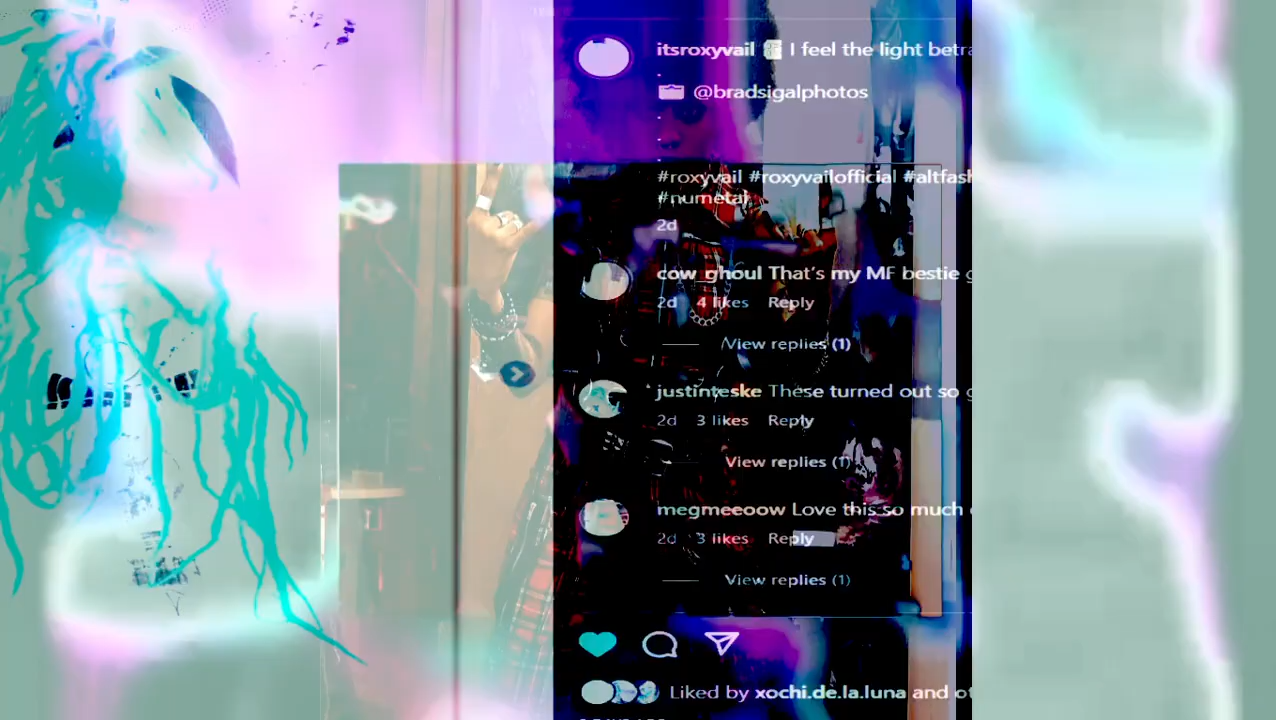 itsroxyvail I feel the light betra
@bradsigalphotos
#roxyvail #roxyvailofficial #altfash
#numetal
2d
cow_ghoul That's my MF bestie
2d 4 likes Reply
View replies (1)
justinteske These turned out so g
2d 3 likes Reply
View replies (1)
megmeeoow Love this so much
2d 3 likes Reply
View replies (1)
Liked by xochi.de.la.luna and ot